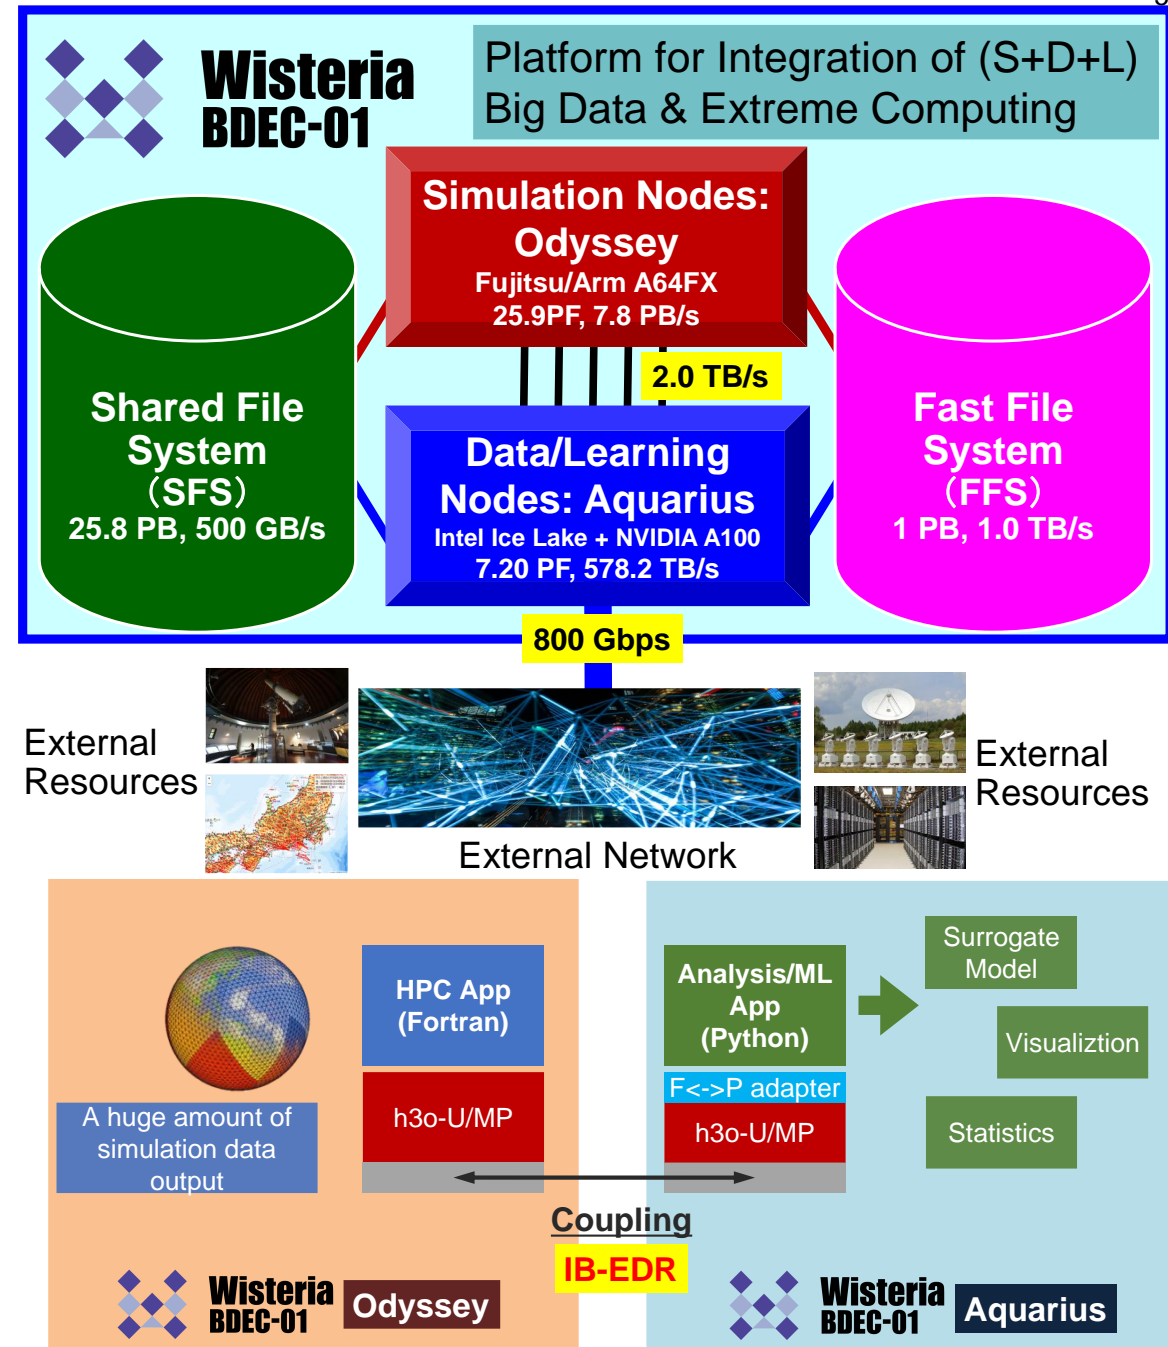 Wisteria
BDEC-01
Platform for Integration of (S+D+L)
Big Data & Extreme Computing
Simulation Nodes:
Odyssey
Fujitsu/Arm A64FX
25.9PF, 7.8 PB/s
2.0 TB/s
Shared File
System
（SFS）
25.8 PB, 500 GB/s
Data/Learning
Nodes: Aquarius
Intel Ice Lake + NVIDIA A100
7.20 PF, 578.2 TB/s
Fast File
System
（FFS）
1 PB, 1.0 TB/s
800 Gbps
External
Resources
External Network
External
Resources
HPC App
(Fortran)
h3o-U/MP
A huge amount of
simulation data
output
Analysis/ML
App
(Python)
F<->P adapter
h3o-U/MP
Surrogate
Model
Visualiztion
Statistics
Coupling
IB-EDR
Wisteria
BDEC-01
Odyssey
Wisteria
BDEC-01
Aquarius